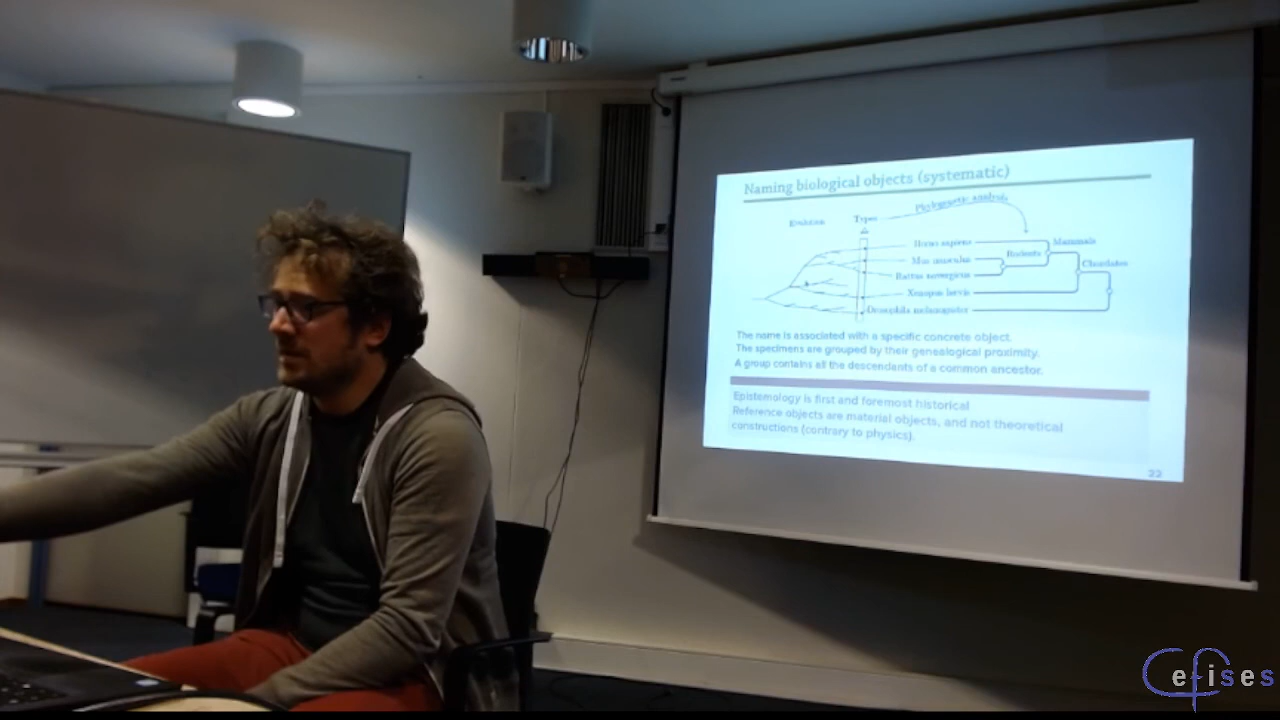 Naming biological objects (systematic)
Phylogenetic analysis
Evolution
Types
Homo sapiens
Mammals
Mus musculus
Rodents
Rattus norvegicus
Chordates
Xenopus laevis
Drosophila melanogaster
The name is associated with a specific concrete object.
The specimens are grouped by their genealogical proximity.
A group contains all the descendants of a common ancestor.
Epistemology is first and foremost historical
Reference objects are material objects, and not theoretical
constructions (contrary to physics).
22
Cefises